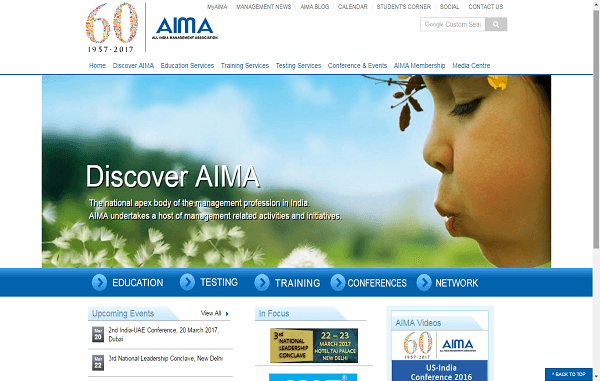 MyAIMA MANAGEMENT NEWS AIMA BLOG CALENDAR STUDENT'S CORNER SOCIAL CONTACT US
60
1957-2017
AIMA
ALL INDIA MANAGEMENT ASSOCIATION
Google Custom Sear
Home Discover AIMA Education Services Training Services Testing Services Conference & Events AIMA Membership Media Centre
Discover AIMA
The national apex body of the management profession in India.
AIMA undertakes a host of management related activities and initiatives.
EDUCATION TESTING TRAINING CONFERENCES NETWORK
Upcoming Events View All
Mar
20
2nd India-UAE Conference, 20 March 2017,
Dubai
Mar
22
3rd National Leadership Conclave, New Delhi
In Focus
3rd
NATIONAL
LEADERSHIP
CONCLAVE
22 – 23
MARCH 2017
HOTEL TAJ PALACE
NEW DELHI
AIMA Videos
60
1957-2017
AIMA
ALL INDIA MANAGEMENT ASSOCIATION
US-India
Conference 2016
^ BACK TO TOP